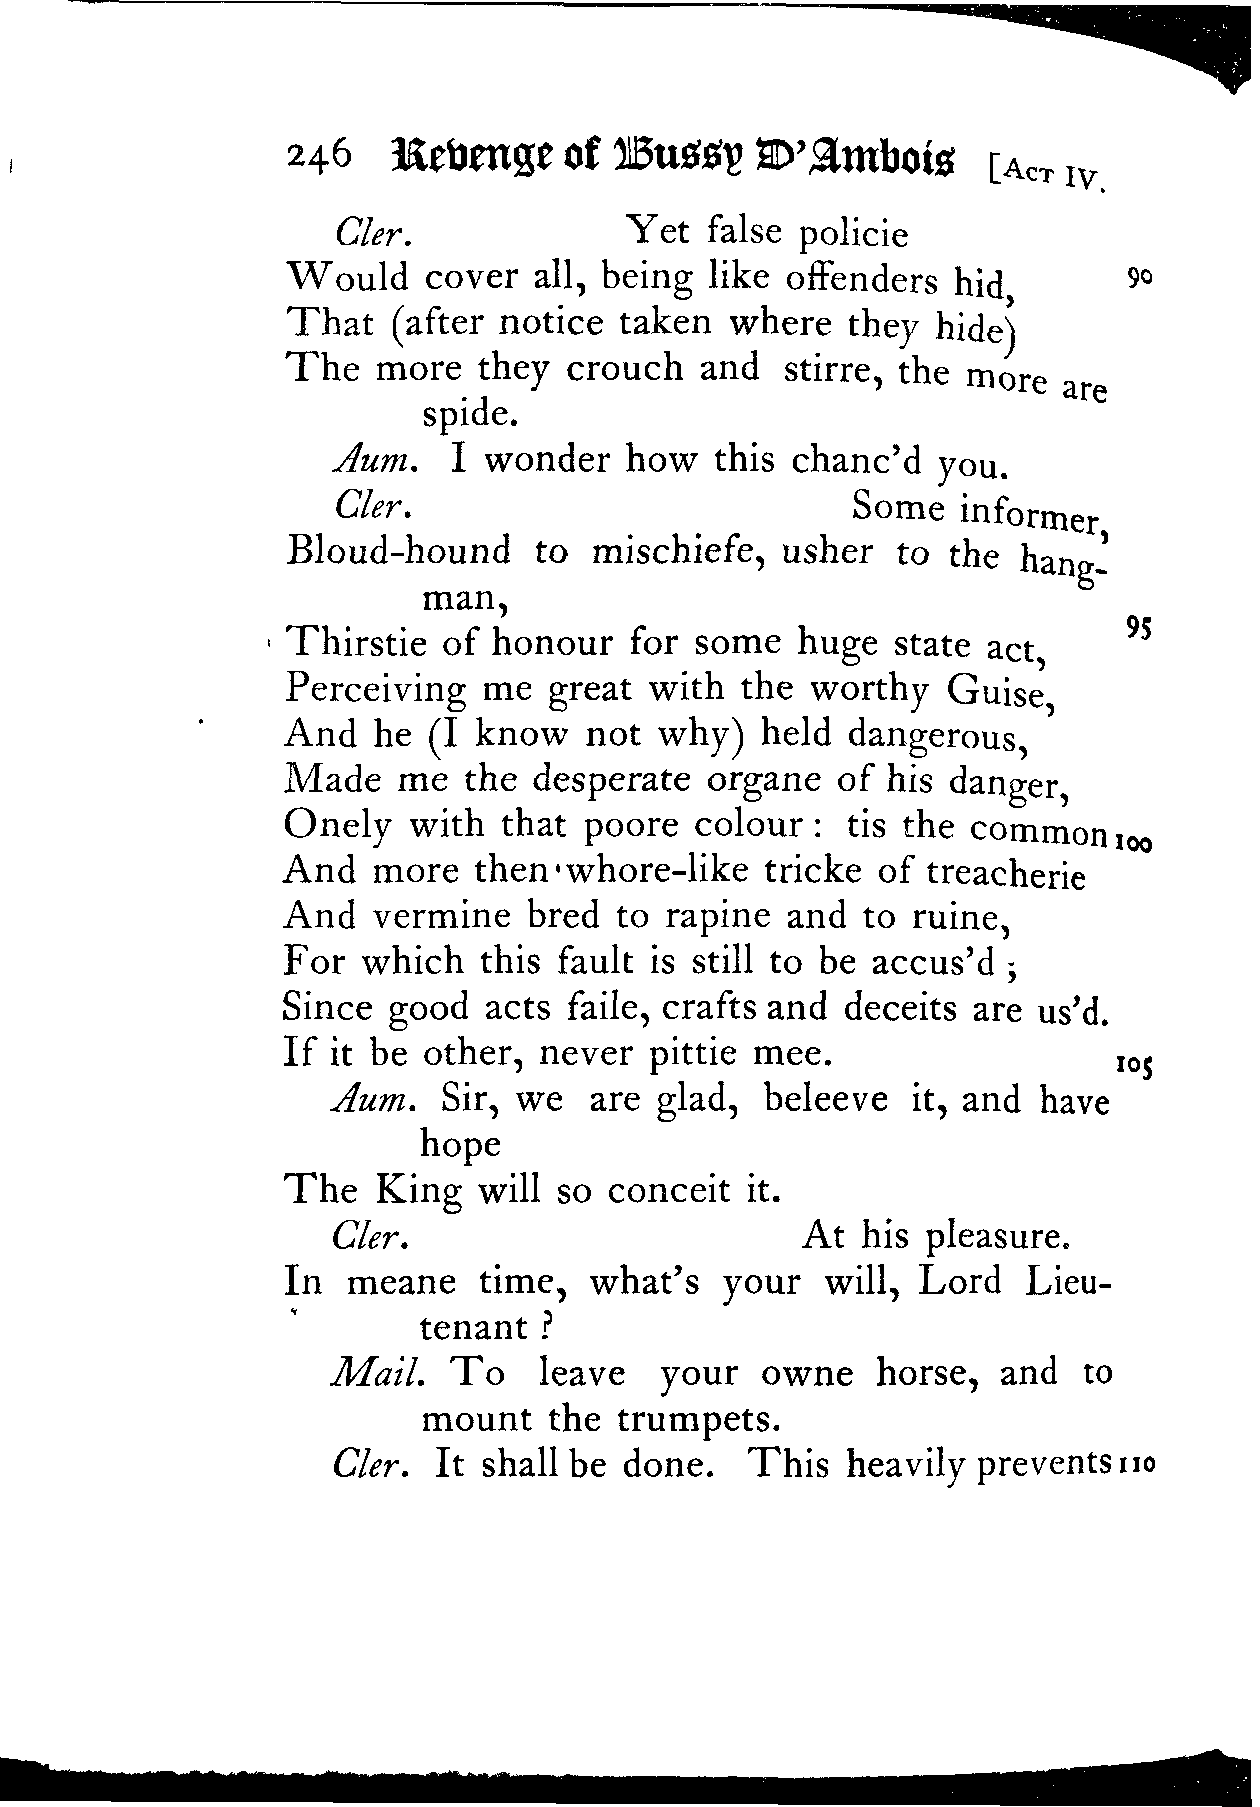 246 Revenge of Bussy D'Ambois [ACT IV.
Cler. Yet false policie
Would cover all, being like offenders hid, 90
That (after notice taken where they hide)
The more they crouch and stirre, the more are
spide.
Aum. I wonder how this chanc'd you.
Cler. Some informer,
Bloud-hound to mischiefe, usher to the hang-
man,
Thirstie of honour for some huge state act, 95
Perceiving me great with the worthy Guise,
And he (I know not why) held dangerous,
Made me the desperate organe of his danger,
Onely with that poore colour: tis the common 100
And more then whore-like tricke of treacherie
And vermine bred to rapine and to ruine,
For which this fault is still to be accus'd;
Since good acts faile, crafts and deceits are us'd.
If it be other, never pittie mee. 105
Aum. Sir, we are glad, beleeve it, and have
hope
The King will so conceit it.
Cler. At his pleasure.
In meane time, what's your will, Lord Lieu-
tenant?
Mail. To leave your owne horse, and to
mount the trumpets.
Cler. It shall be done. This heavily prevents 110